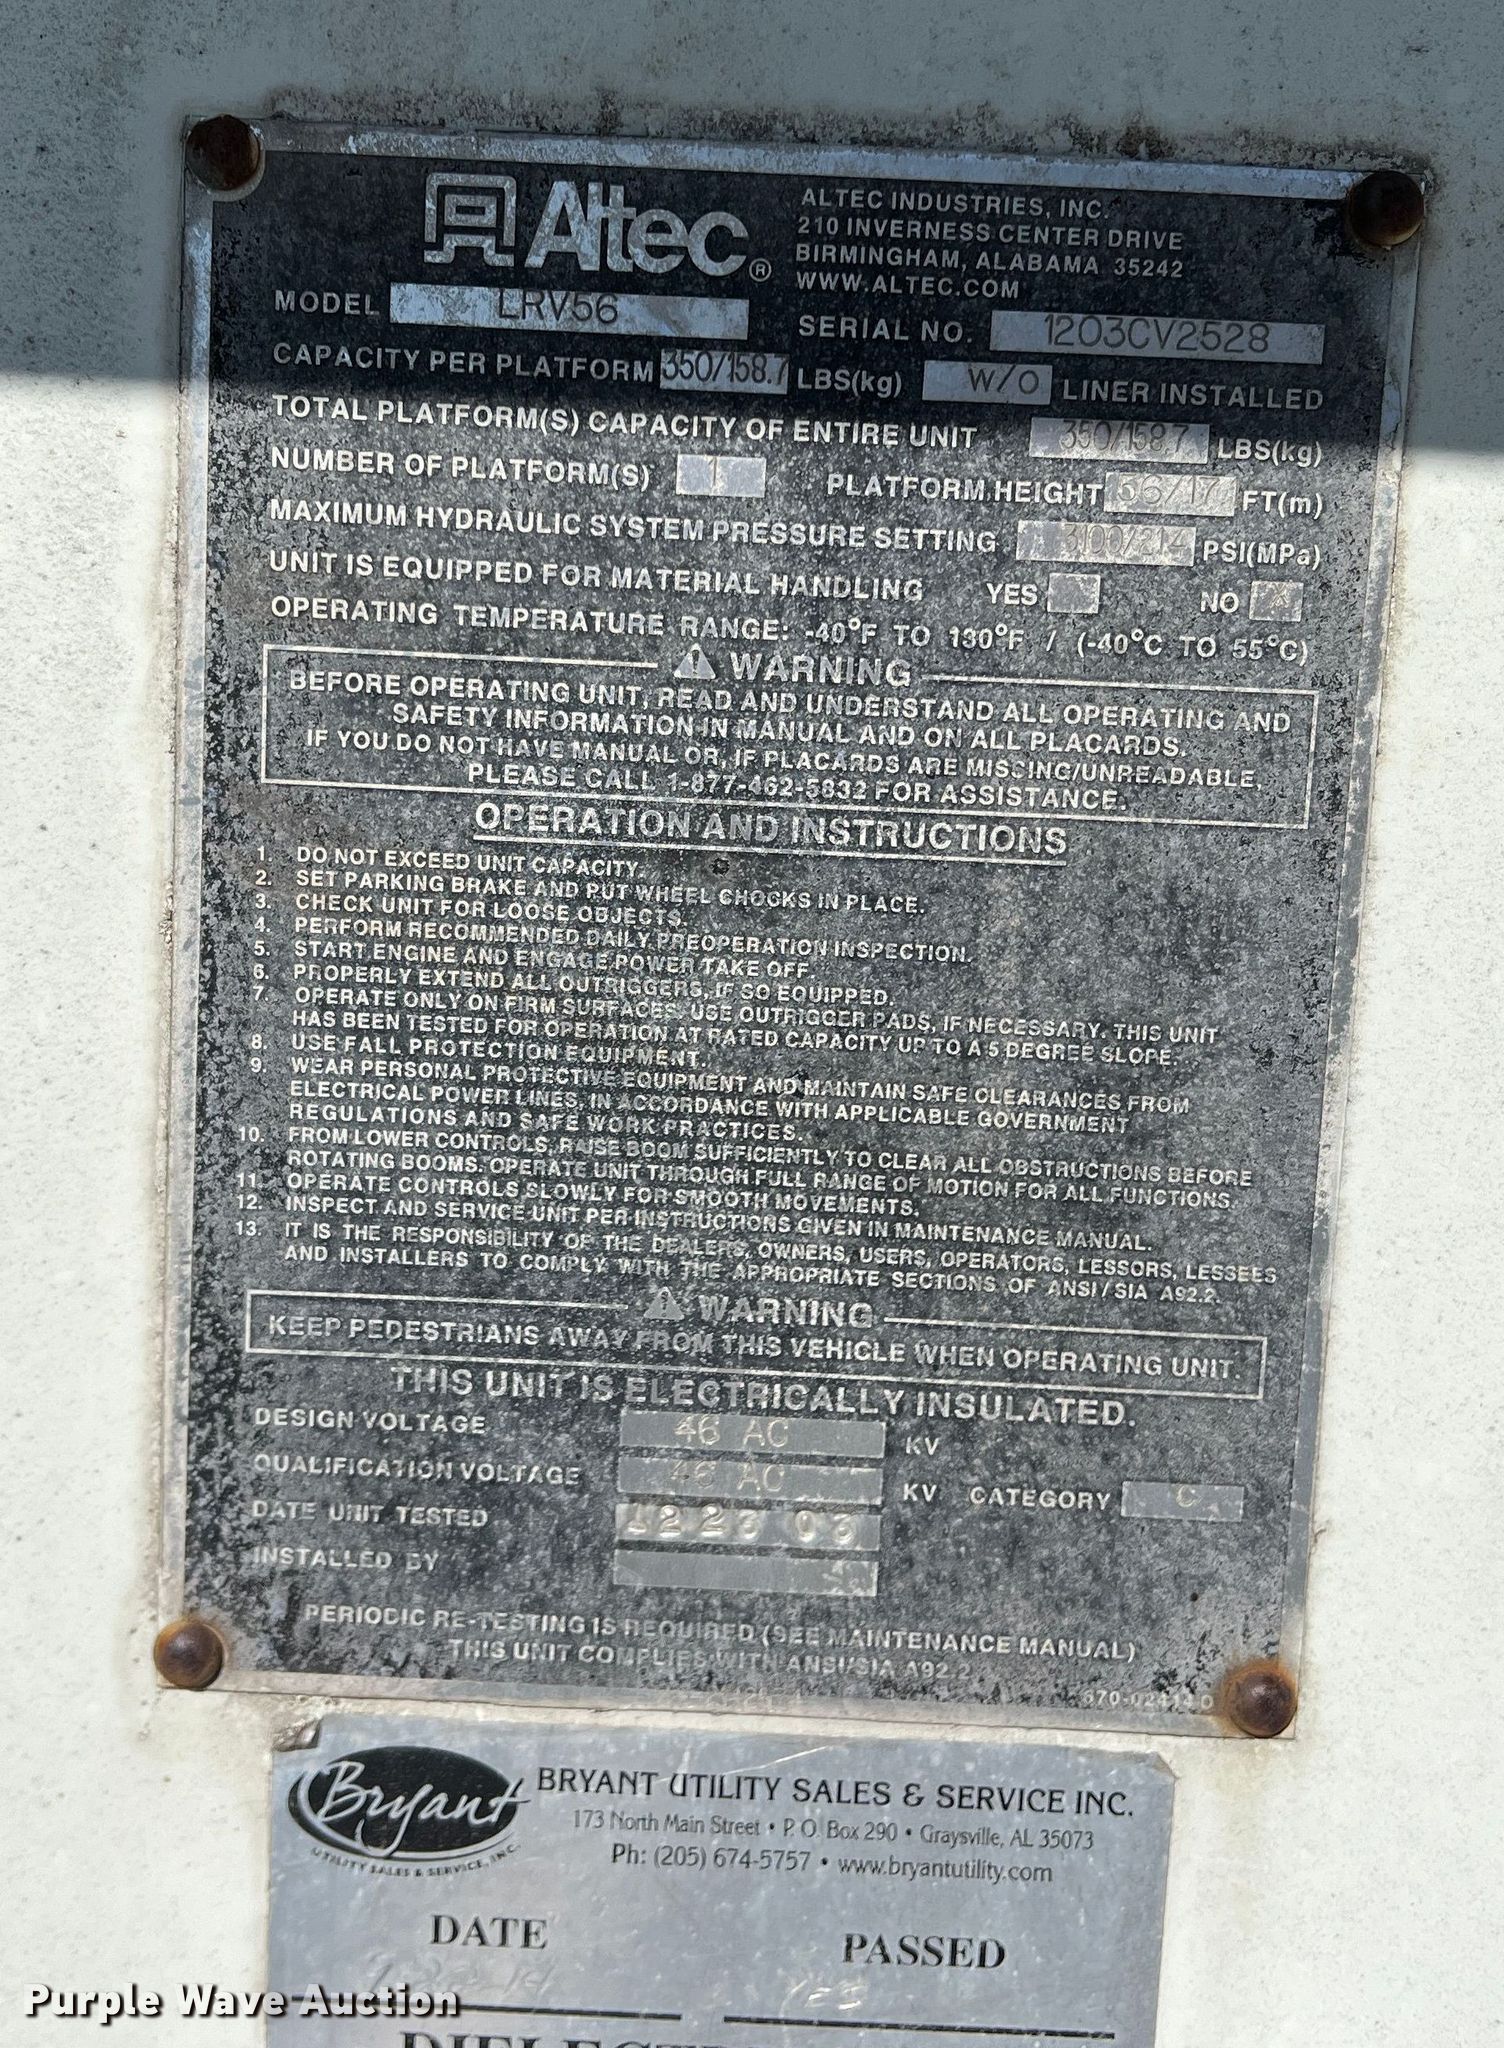 Altec®
ALTEC INDUSTRIES, INC.
210 INVERNESS CENTER DRIVE
BIRMINGHAM, ALABAMA 35242
WWW.ALTEC.COM
MODEL LRV56
SERIAL NO. 1203CV2528
CAPACITY PER PLATFORM 350/158.7 LBS(kg) W/O LINER INSTALLED
TOTAL PLATFORM(S) CAPACITY OF ENTIRE UNIT 350/158.7 LBS(kg)
NUMBER OF PLATFORM(S) 1 PLATFORM HEIGHT 56/17 FT(m)
MAXIMUM HYDRAULIC SYSTEM PRESSURE SETTING 3100/21.4 PSI(MPa)
UNIT IS EQUIPPED FOR MATERIAL HANDLING YES NO X
OPERATING TEMPERATURE RANGE: -40°F TO 130°F / (-40°C TO 55°C)
WARNING
BEFORE OPERATING UNIT, READ AND UNDERSTAND ALL OPERATING AND
SAFETY INFORMATION IN MANUAL AND ON ALL PLACARDS.
IF YOU DO NOT HAVE MANUAL OR, IF PLACARDS ARE MISSING/UNREADABLE,
PLEASE CALL 1-877-462-5832 FOR ASSISTANCE.
OPERATION AND INSTRUCTIONS
1. DO NOT EXCEED UNIT CAPACITY.
2. SET PARKING BRAKE AND PUT WHEEL CHOCKS IN PLACE.
3. CHECK UNIT FOR LOOSE OBJECTS.
4. PERFORM RECOMMENDED DAILY PREOPERATION INSPECTION.
5. START ENGINE AND ENGAGE POWER TAKE OFF.
6. PROPERLY EXTEND ALL OUTRIGGERS, IF SO EQUIPPED.
7. OPERATE ONLY ON FIRM SURFACES. USE OUTRIGGER PADS, IF NECESSARY. THIS UNIT
HAS BEEN TESTED FOR OPERATION AT RATED CAPACITY UP TO A 5 DEGREE SLOPE.
8. USE FALL PROTECTION EQUIPMENT.
9. WEAR PERSONAL PROTECTIVE EQUIPMENT AND MAINTAIN SAFE CLEARANCES FROM
ELECTRICAL POWER LINES, IN ACCORDANCE WITH APPLICABLE GOVERNMENT
REGULATIONS AND SAFE WORK PRACTICES.
10. FROM LOWER CONTROLS, RAISE BOOM SUFFICIENTLY TO CLEAR ALL OBSTRUCTIONS BEFORE
ROTATING BOOMS. OPERATE UNIT THROUGH FULL RANGE OF MOTION FOR ALL FUNCTIONS.
11. OPERATE CONTROLS SLOWLY FOR SMOOTH MOVEMENTS.
12. INSPECT AND SERVICE UNIT PER INSTRUCTIONS GIVEN IN MAINTENANCE MANUAL.
13. IT IS THE RESPONSIBILITY OF THE DEALERS, OWNERS, USERS, OPERATORS, LESSORS, LESSEES
AND INSTALLERS TO COMPLY WITH THE APPROPRIATE SECTIONS OF ANSI/SIA A92.2.
WARNING
KEEP PEDESTRIANS AWAY FROM THIS VEHICLE WHEN OPERATING UNIT.
THIS UNIT IS ELECTRICALLY INSULATED.
DESIGN VOLTAGE 46 AC KV
QUALIFICATION VOLTAGE 46 AC KV CATEGORY C
DATE UNIT TESTED 1223 03
INSTALLED BY
PERIODIC RE-TESTING IS REQUIRED (SEE MAINTENANCE MANUAL)
THIS UNIT COMPLIES WITH ANSI/SIA A92.2
Bryant
UTILITY SALES & SERVICE, INC.
BRYANT UTILITY SALES & SERVICE INC.
173 North Main Street • P.O. Box 290 • Graysville, AL 35073
Ph: (205) 674-5757 • www.bryantutility.com
DATE PASSED
YES
Purple Wave Auction